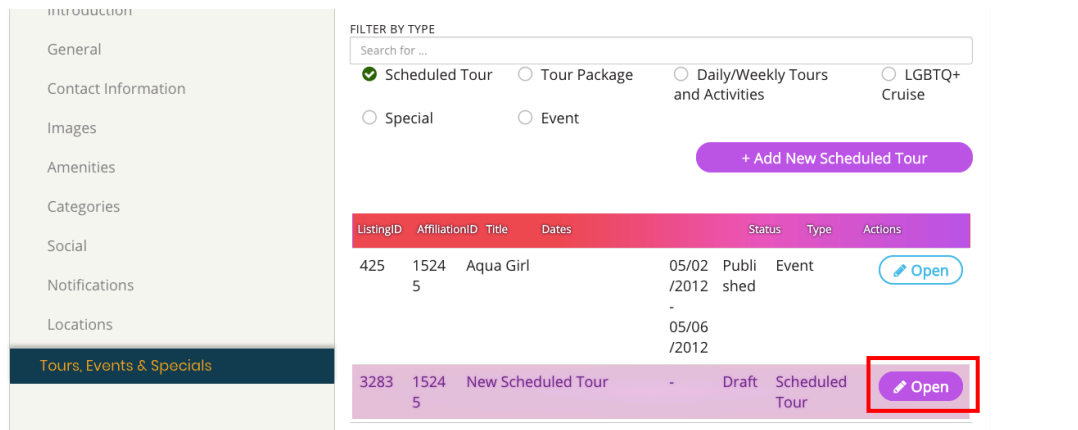 Introduction
General
Contact Information
Images
Amenities
Categories
Social
Notifications
Locations
Tours, Events & Specials
FILTER BY TYPE
Search for ...
Scheduled Tour
Tour Package
Daily/Weekly Tours
and Activities
LGBTQ+
Cruise
Special
Event
+ Add New Scheduled Tour
ListingID AffiliationID Title Dates Status Type Actions
425 1524 Aqua Girl 05/02 Publi Event Open
5 /2012 shed
-
05/06
/2012
3283 1524 New Scheduled Tour - Draft Scheduled Open
5 Tour